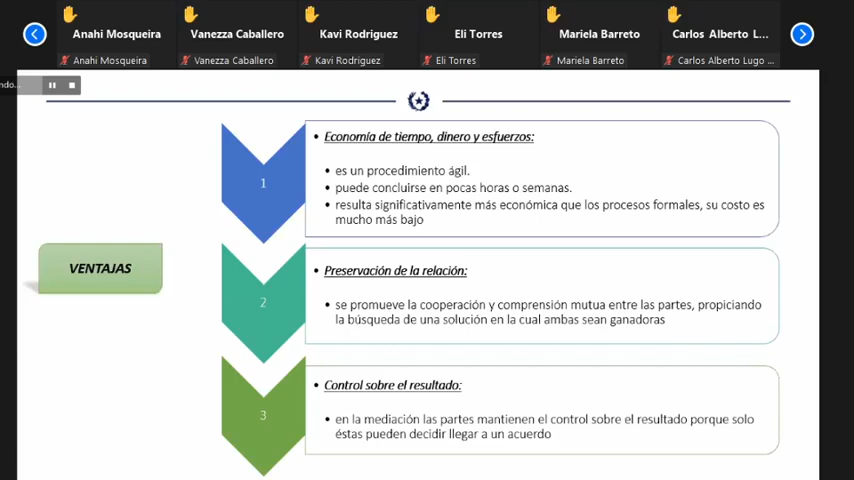 Anahi Mosqueira
Vanezza Caballero
Kavi Rodriguez
Eli Torres
Mariela Barreto
Carlos Alberto L...
Anahi Mosqueira
Vanezza Caballero
Kavi Rodriguez
Eli Torres
Mariela Barreto
Carlos Alberto Lugo ...
ndo...
• Economía de tiempo, dinero y esfuerzos:
1
• es un procedimiento ágil.
• puede concluirse en pocas horas o semanas.
• resulta significativamente más económica que los procesos formales, su costo es
mucho más bajo
VENTAJAS
• Preservación de la relación:
2
• se promueve la cooperación y comprensión mutua entre las partes, propiciando
la búsqueda de una solución en la cual ambas sean ganadoras
• Control sobre el resultado:
3
• en la mediación las partes mantienen el control sobre el resultado porque solo
éstas pueden decidir llegar a un acuerdo